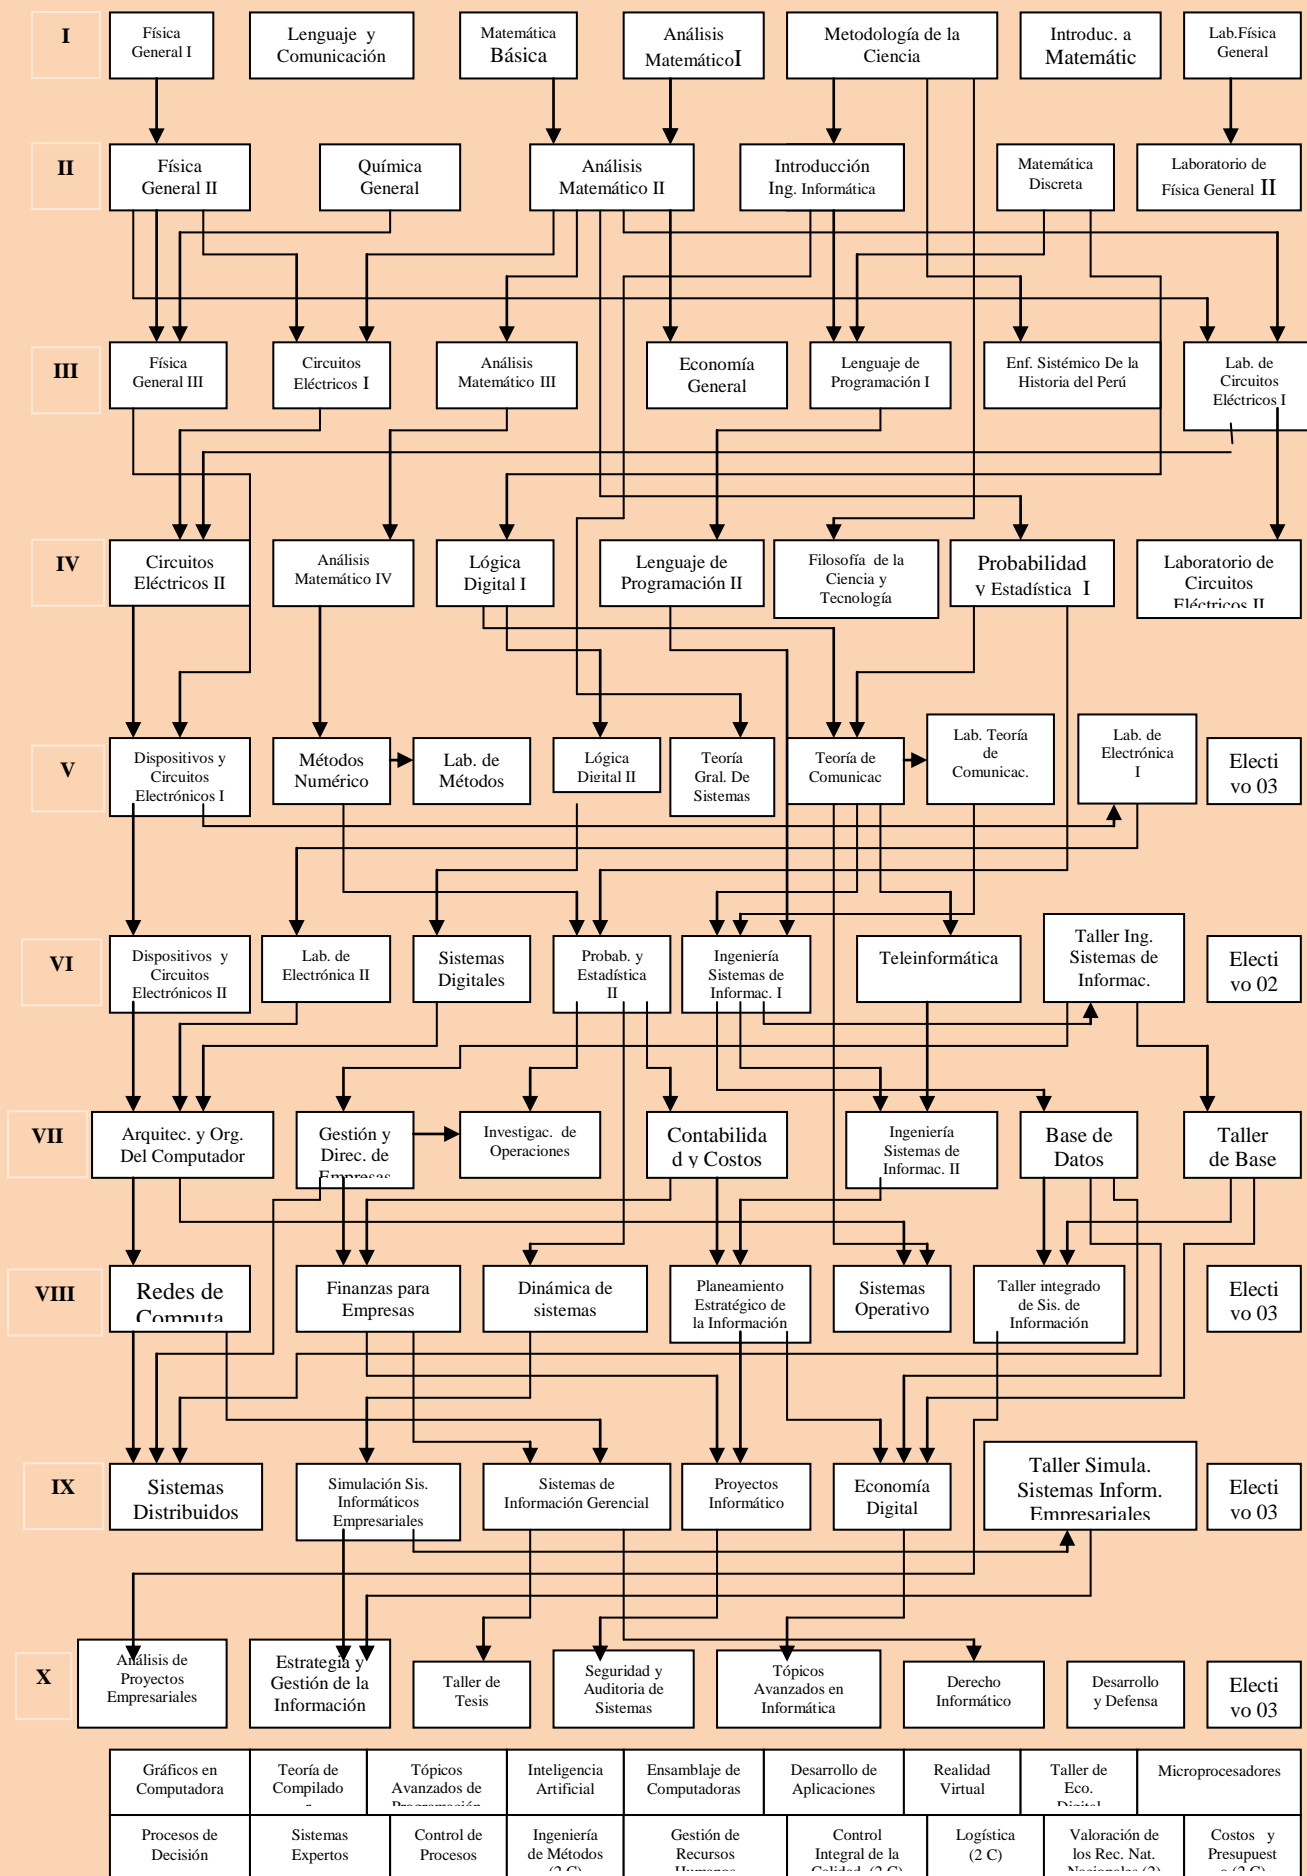 I
Física
General I
Lenguaje y
Comunicación
Matemática
Básica
Análisis
MatemáticoI
Metodología de la
Ciencia
Introduc. a
Matemátic
Lab.Física
General
II
Física
General II
Química
General
Análisis
Matemático II
Introducción
Ing. Informática
Matemática
Discreta
Laboratorio de
Física General II
III
Física
General III
Circuitos
Eléctricos I
Análisis
Matemático III
Economía
General
Lenguaje de
Programación I
Enf. Sistémico De la
Historia del Perú
Lab. de
Circuitos
Eléctricos I
IV
Circuitos
Eléctricos II
Análisis
Matemático IV
Lógica
Digital I
Lenguaje de
Programación II
Filosofía de la
Ciencia y
Tecnología
Probabilidad
y Estadística I
Laboratorio de
Circuitos
Eléctricos II
V
Dispositivos y
Circuitos
Electrónicos I
Métodos
Numérico
Lab. de
Métodos
Lógica
Digital II
Teoría
Gral. De
Sistemas
Teoría de
Comunicac
Lab. Teoría
de
Comunicac.
Lab. de
Electrónica
I
Electi
vo 03
VI
Dispositivos y
Circuitos
Electrónicos II
Lab. de
Electrónica II
Sistemas
Digitales
Probab. y
Estadística
II
Ingeniería
Sistemas de
Informac. I
Teleinformática
Taller Ing.
Sistemas de
Informac.
Electi
vo 02
VII
Arquitec. y Org.
Del Computador
Gestión y
Direc. de
Empresas
Investigac. de
Operaciones
Contabilida
d y Costos
Ingeniería
Sistemas de
Informac. II
Base de
Datos
Taller
de Base
VIII
Redes de
Computa
Finanzas para
Empresas
Dinámica de
sistemas
Planeamiento
Estratégico de
la Información
Sistemas
Operativo
Taller integrado
de Sis. de
Información
Electi
vo 03
IX
Sistemas
Distribuidos
Simulación Sis.
Informáticos
Empresariales
Sistemas de
Información Gerencial
Proyectos
Informático
Economía
Digital
Taller Simula.
Sistemas Inform.
Empresariales
Electi
vo 03
X
Análisis de
Proyectos
Empresariales
Estrategia y
Gestión de la
Información
Taller de
Tesis
Seguridad y
Auditoria de
Sistemas
Tópicos
Avanzados en
Informática
Derecho
Informático
Desarrollo
y Defensa
Electi
vo 03
Gráficos en
Computadora
Teoría de
Compilado
Tópicos
Avanzados de
Programación
Inteligencia
Artificial
Ensamblaje de
Computadoras
Desarrollo de
Aplicaciones
Realidad
Virtual
Taller de
Eco.
Digital
Microprocesadores
Procesos de
Decisión
Sistemas
Expertos
Control de
Procesos
Ingeniería
de Métodos
(2 C)
Gestión de
Recursos
Humanos
Control
Integral de la
Calidad (2 C)
Logística
(2 C)
Valoración de
los Rec. Nat.
Nacionales (2)
Costos y
Presupuest
o (2 C)